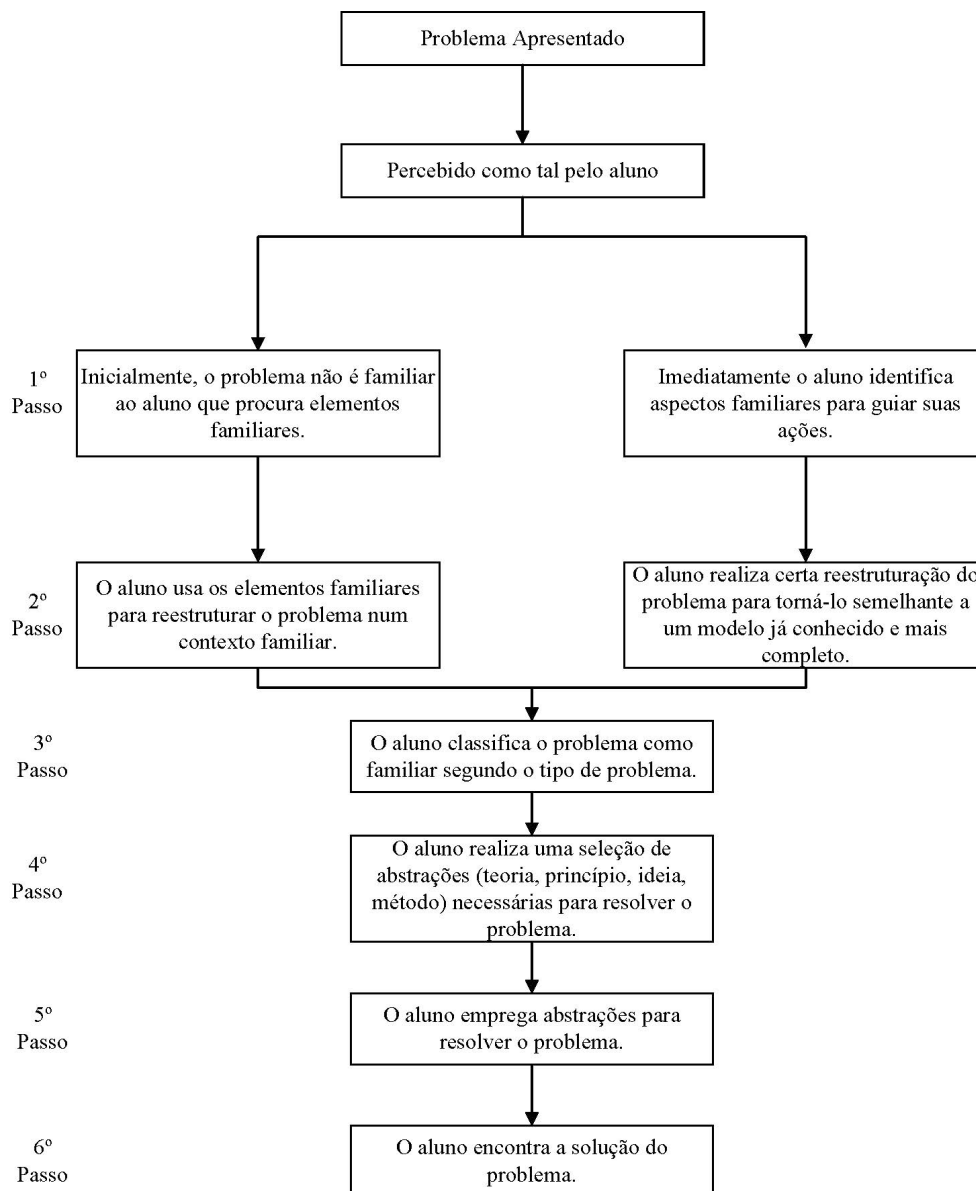 Problema Apresentado
Percebido como tal pelo aluno
1º
Passo
Inicialmente, o problema não é familiar
ao aluno que procura elementos
familiares.
Imediatamente o aluno identifica
aspectos familiares para guiar suas
ações.
2º
Passo
O aluno usa os elementos familiares
para reestruturar o problema num
contexto familiar.
O aluno realiza certa reestruturação do
problema para torná-lo semelhante a
um modelo já conhecido e mais
completo.
3º
Passo
O aluno classifica o problema como
familiar segundo o tipo de problema.
4º
Passo
O aluno realiza uma seleção de
abstrações (teoria, princípio, ideia,
método) necessárias para resolver o
problema.
5º
Passo
O aluno emprega abstrações para
resolver o problema.
6º
Passo
O aluno encontra a solução do
problema.